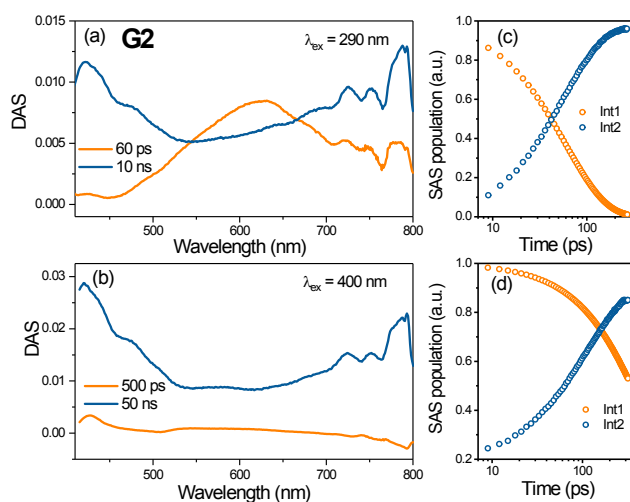 (a) G2 λex = 290 nm
0.015
0.010
0.005
0.000
DAS
60 ps
10 ns
500 600 700 800
Wavelength (nm)
(b) λex = 400 nm
0.03
0.02
0.01
0.00
DAS
500 ps
50 ns
500 600 700 800
Wavelength (nm)
(c)
1.0
0.8
0.6
0.4
0.2
0.0
SAS population (a.u.)
Int1
Int2
10 100
Time (ps)
(d)
1.0
0.8
0.6
0.4
0.2
SAS population (a.u.)
Int1
Int2
10 100
Time (ps)